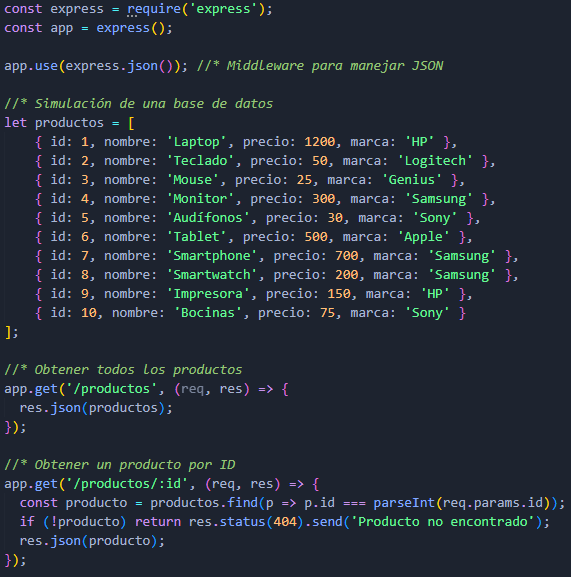 const express = require('express');
const app = express();
app.use(express.json()); //* Middleware para manejar JSON
//* Simulación de una base de datos
let productos = [
    { id: 1, nombre: 'Laptop', precio: 1200, marca: 'HP' },
    { id: 2, nombre: 'Teclado', precio: 50, marca: 'Logitech' },
    { id: 3, nombre: 'Mouse', precio: 25, marca: 'Genius' },
    { id: 4, nombre: 'Monitor', precio: 300, marca: 'Samsung' },
    { id: 5, nombre: 'Audífonos', precio: 30, marca: 'Sony' },
    { id: 6, nombre: 'Tablet', precio: 500, marca: 'Apple' },
    { id: 7, nombre: 'Smartphone', precio: 700, marca: 'Samsung' },
    { id: 8, nombre: 'Smartwatch', precio: 200, marca: 'Samsung' },
    { id: 9, nombre: 'Impresora', precio: 150, marca: 'HP' },
    { id: 10, nombre: 'Bocinas', precio: 75, marca: 'Sony' }
];
//* Obtener todos los productos
app.get('/productos', (req, res) => {
  res.json(productos);
});
//* Obtener un producto por ID
app.get('/productos/:id', (req, res) => {
  const producto = productos.find(p => p.id === parseInt(req.params.id));
  if (!producto) return res.status(404).send('Producto no encontrado');
  res.json(producto);
});